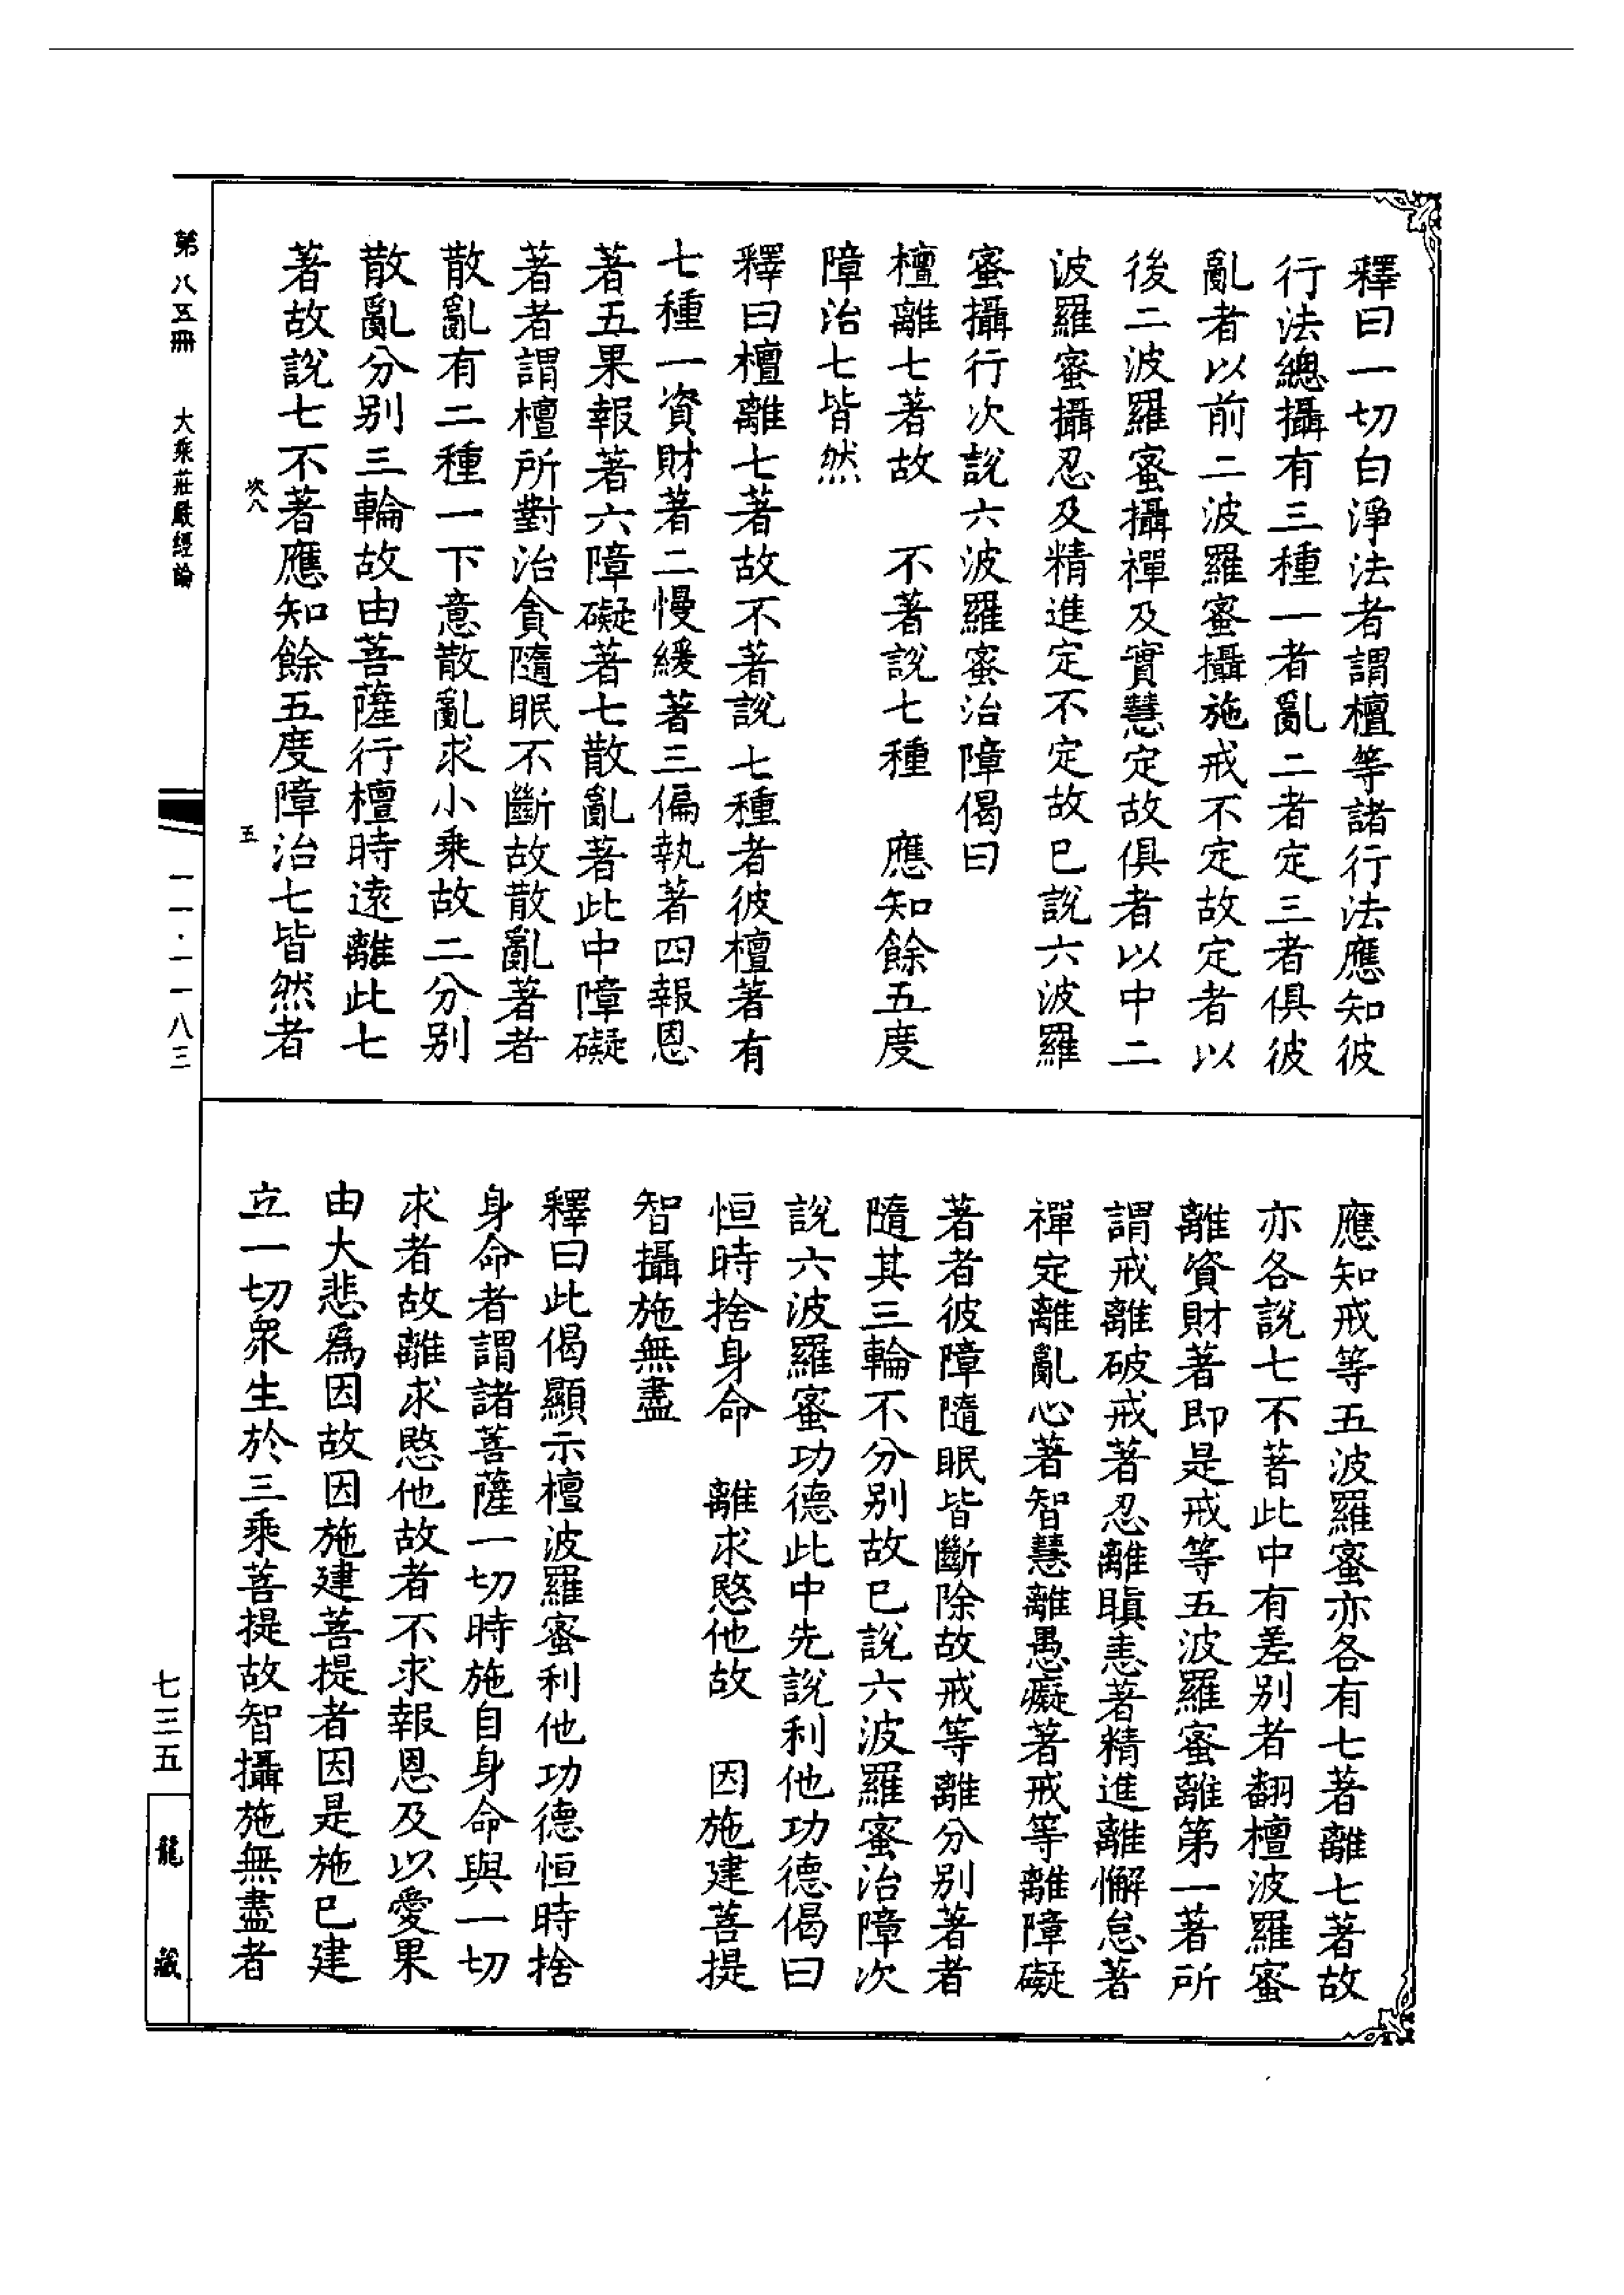 釋曰一切白淨法者謂檀等諸行法應知彼
行法總攝有三種一者亂二者定三者俱彼
亂者以前二波羅蜜攝施戒不定故定者以
後二波羅蜜攝禪及實慧定故俱者以中二
波羅蜜攝忍及精進定不定故已說六波羅
蜜攝行次說六波羅蜜治障偈曰
檀離七著故 不著說七種 應知餘五度
障治七皆然
釋曰檀離七著故不著說七種者彼檀著有
七種一資財著二慢緩著三偏執著四報恩
著五果報著六障礙著七散亂著此中障礙
著者謂檀所對治貪隨眠不斷故散亂著者
散亂有二種一下意散亂求小乘故二分别
散亂分别三輪故由菩薩行檀時遠離此七
著故說七不著應知餘五度障治七皆然者
應知戒等五波羅蜜亦各有七著離七著故
亦各說七不著此中有差别者翻檀波羅蜜
離資財著即是戒等五波羅蜜離第一著所
謂戒離破戒著忍離瞋恚著精進離懈怠著
禪定離亂心著智慧離愚癡著戒等離障礙
著者彼障隨眠皆斷除故戒等離分别著者
隨其三輪不分别故已說六波羅蜜治障次
說六波羅蜜功德此中先說利他功德偈曰
恒時捨身命 離求愍他故 因施建菩提
智攝施無盡
釋曰此偈顯示檀波羅蜜利他功德恒時捨
身命者謂諸菩薩一切時施自身命與一切
求者故離求愍他故者不求報恩及以愛果
由大悲為因故因施建菩提者因是施已建
立一切衆生於三乘菩提故智攝施無盡者
第八五冊 大乘莊嚴經論
次八 五
一一·一一八三
七三五
龍藏